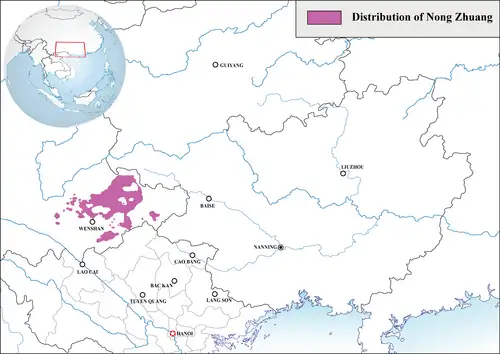 Distribution of Nong Zhuang
GUIYANG
LIUZHOU
BAISE
WENSHAN
NANNING
CAO BANG
LAO CAI
BAC KAN
TUYEN QUANG
LANG SON
HANOI